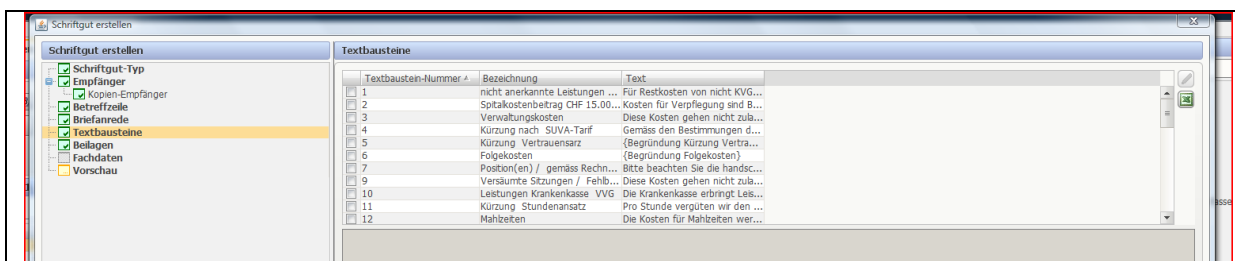 Schriftgut erstellen
Schriftgut erstellen
Schriftgut-Typ
Empfänger
Kopien-Empfänger
Betreffzeile
Briefanrede
Textbausteine
Beilagen
Fachdaten
Vorschau
Textbausteine
Textbaustein-Nummer Bezeichnung Text
1 nicht anerkannte Leistungen ... Für Restkosten von nicht KVG...
2 Spitalkostenbeitrag CHF 15.00... Kosten für Verpflegung sind B...
3 Verwaltungskosten Diese Kosten gehen nicht zula...
4 Kürzung nach SUVA-Tarif Gemäss den Bestimmungen d...
5 Kürzung Vertrauensarz {Begründung Kürzung Vertra...
6 Folgekosten {Begründung Folgekosten}
7 Position(en) / gemäss Rechn... Bitte beachten Sie die handsc...
9 Versäumte Sitzungen / Fehlb... Diese Kosten gehen nicht zula...
10 Leistungen Krankenkasse VVG Die Krankenkasse erbringt Leis...
11 Kürzung Stundenansatz Pro Stunde vergüten wir den ...
12 Mahlzeiten Die Kosten für Mahlzeiten wer...